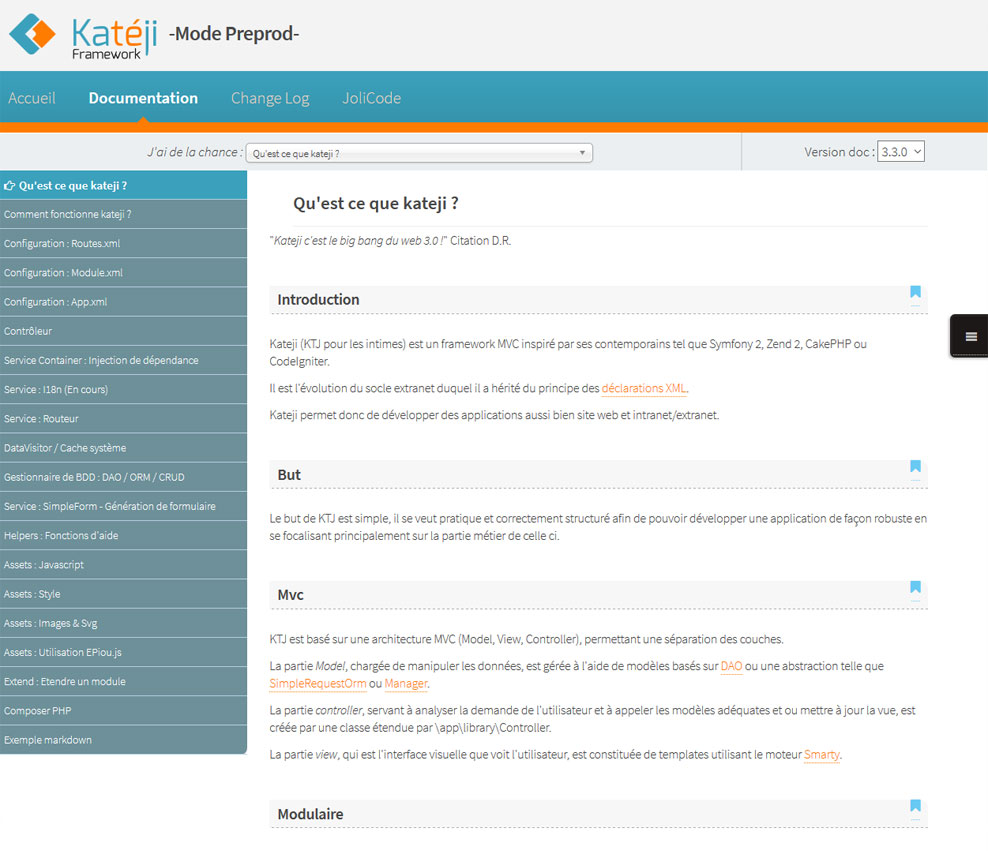 Katéji
Framework
-Mode Preprod-
Accueil
Documentation
Change Log
JoliCode
J'ai de la chance :
Qu'est ce que kateji ?
Version doc :
3.3.0
Qu'est ce que kateji ?
Comment fonctionne kateji ?
Configuration : Routes.xml
Configuration : Module.xml
Configuration : App.xml
Contrôleur
Service Container : Injection de dépendance
Service : I18n (En cours)
Service : Routeur
DataVisitor / Cache système
Gestionnaire de BDD : DAO / ORM / CRUD
Service : SimpleForm - Génération de formulaire
Helpers : Fonctions d'aide
Assets : Javascript
Assets : Style
Assets : Images & Svg
Assets : Utilisation EPiou.js
Extend : Etendre un module
Composer PHP
Exemple markdown
Qu'est ce que kateji ?
"Kateji c'est le big bang du web 3.0 !" Citation D.R.
Introduction
Kateji (KTJ pour les intimes) est un framework MVC inspiré par ses contemporains tel que Symfony 2, Zend 2, CakePHP ou
CodeIgniter.
Il est l'évolution du socle extranet duquel il a hérité du principe des déclarations XML.
Kateji permet donc de développer des applications aussi bien site web et intranet/extranet.
But
Le but de KTJ est simple, il se veut pratique et correctement structuré afin de pouvoir développer une application de façon robuste en
se focalisant principalement sur la partie métier de celle ci.
Mvc
KTJ est basé sur une architecture MVC (Model, View, Controller), permettant une séparation des couches.
La partie Model, chargée de manipuler les données, est gérée à l'aide de modèles basés sur DAO ou une abstraction telle que
SimpleRequestOrm ou Manager.
La partie controller, servant à analyser la demande de l'utilisateur et à appeler les modèles adéquates et ou mettre à jour la vue, est
créée par une classe étendue par \app\library\Controller.
La partie view, qui est l'interface visuelle que voit l'utilisateur, est constituée de templates utilisant le moteur Smarty.
Modulaire